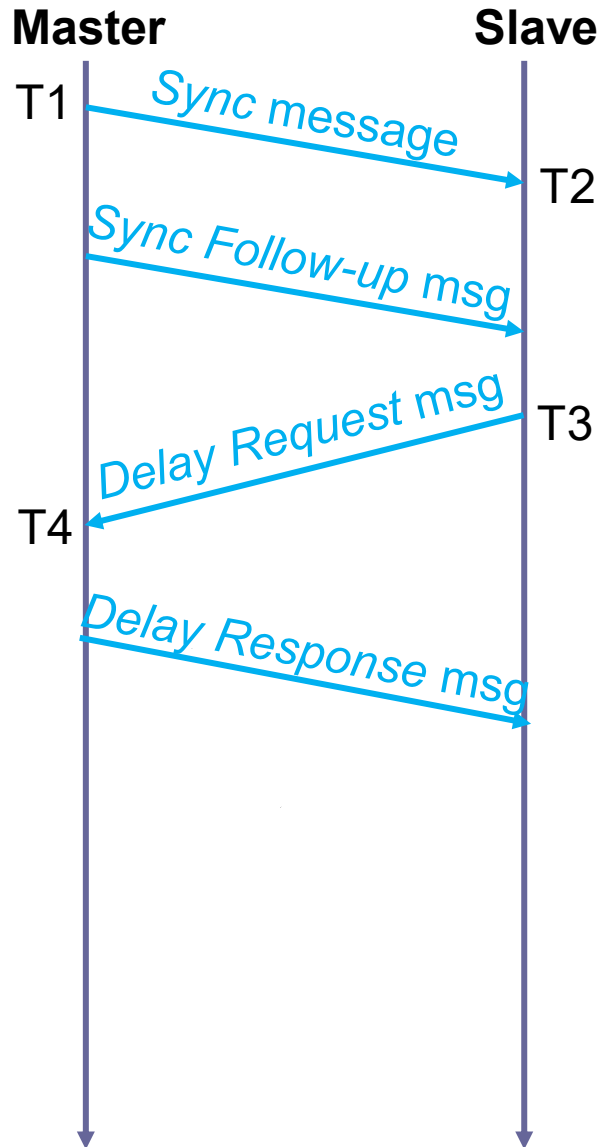 Master
Slave
T1
Sync message
T2
Sync Follow-up msg
Delay Request msg
T3
T4
Delay Response msg